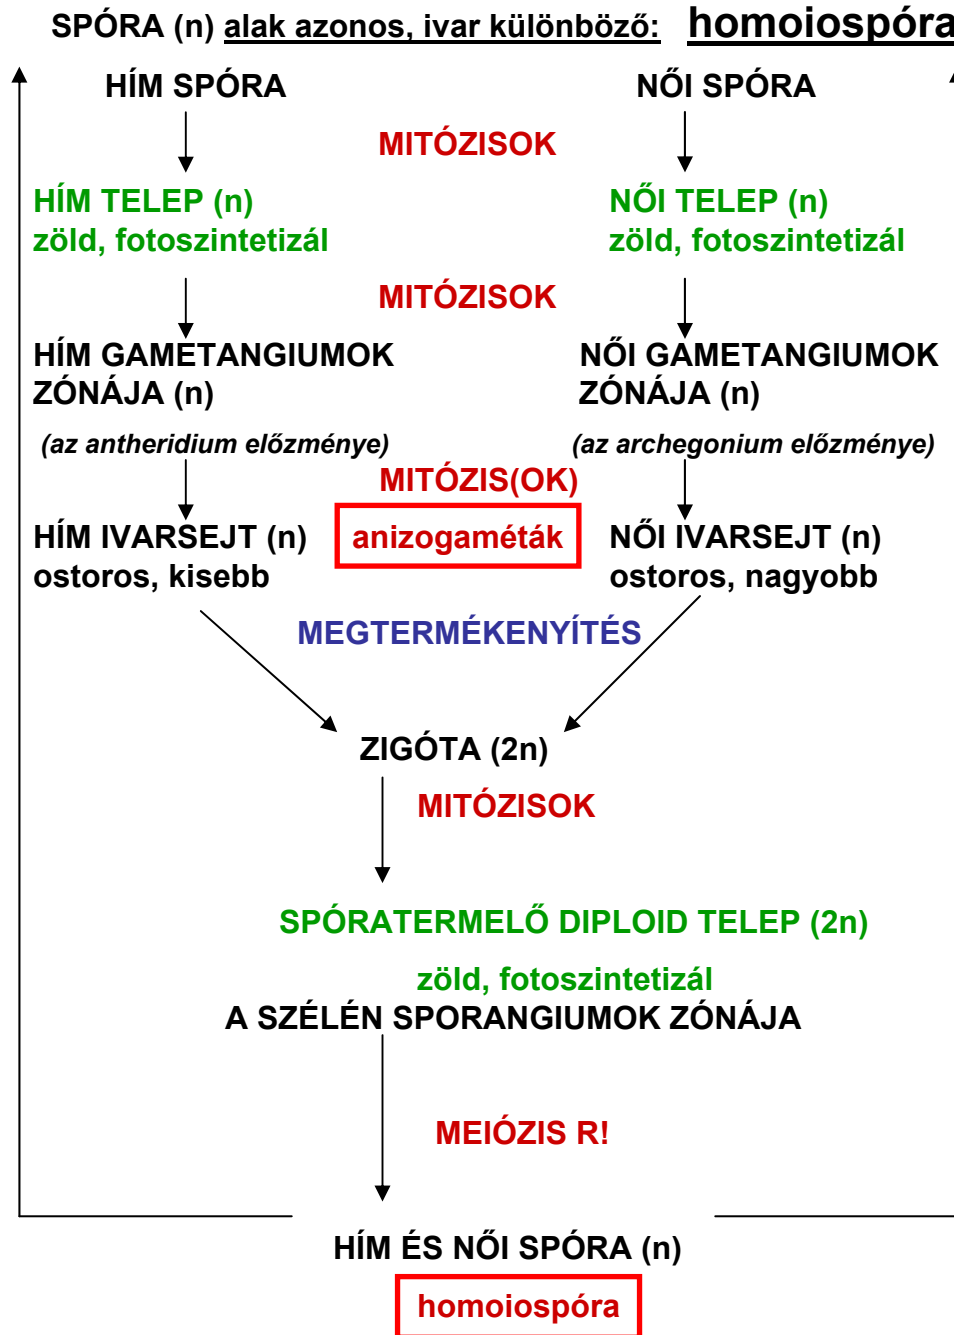 SPÓRA (n) alak azonos, ivar különböző: homoiospóra
HÍM SPÓRA
NŐI SPÓRA
MITÓZISOK
HÍM TELEP (n)
zöld, fotoszintetizál
NŐI TELEP (n)
zöld, fotoszintetizál
MITÓZISOK
HÍM GAMETANGIUMOK
ZÓNÁJA (n)
(az antheridium előzménye)
NŐI GAMETANGIUMOK
ZÓNÁJA (n)
(az archegonium előzménye)
MITÓZIS(OK)
HÍM IVARSEJT (n)
ostoros, kisebb
anizogaméták
NŐI IVARSEJT (n)
ostoros, nagyobb
MEGTERMÉKENYÍTÉS
ZIGÓTA (2n)
MITÓZISOK
SPÓRATERMELŐ DIPLOID TELEP (2n)
zöld, fotoszintetizál
A SZÉLÉN SPORANGIUMOK ZÓNÁJA
MEIÓZIS R!
HÍM ÉS NŐI SPÓRA (n)
homoiospóra